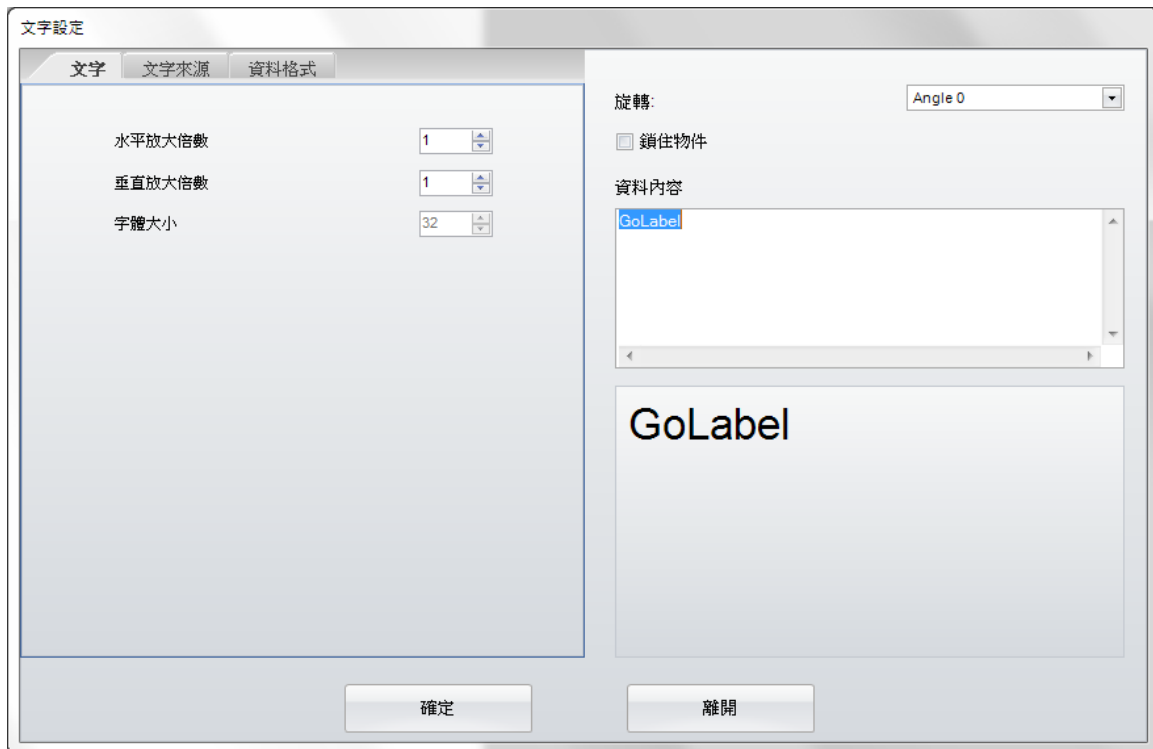 文字設定
文字 文字來源 資料格式
水平放大倍數 1
垂直放大倍數 1
字體大小 32
旋轉: Angle 0
鎖住物件
資料內容
GoLabel
GoLabel
確定 離開